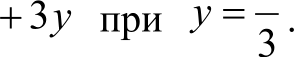 + 3y при y = ⁄3.